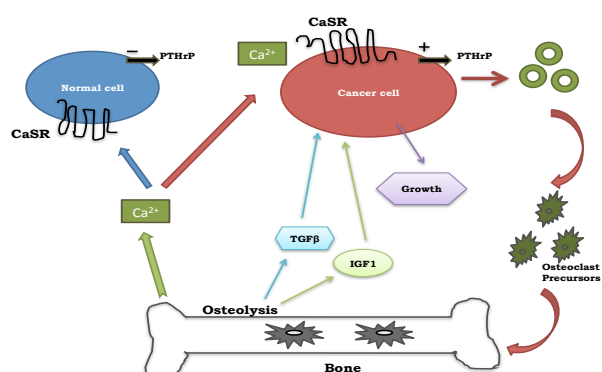 CaSR
−
PTHrP
Ca²⁺
+
PTHrP
Normal cell
Cancer cell
CaSR
Growth
Ca²⁺
TGFβ
IGF1
Osteoclast
Precursors
Osteolysis
Bone